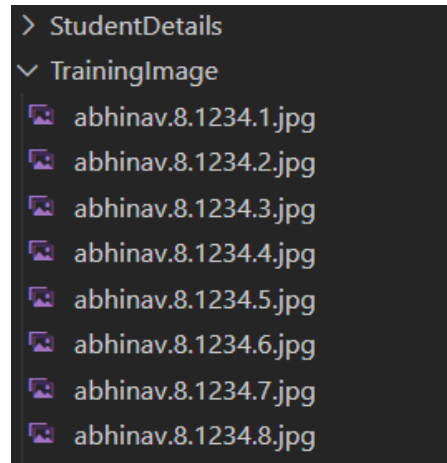 StudentDetails
TrainingImage
abhinav.8.1234.1.jpg
abhinav.8.1234.2.jpg
abhinav.8.1234.3.jpg
abhinav.8.1234.4.jpg
abhinav.8.1234.5.jpg
abhinav.8.1234.6.jpg
abhinav.8.1234.7.jpg
abhinav.8.1234.8.jpg